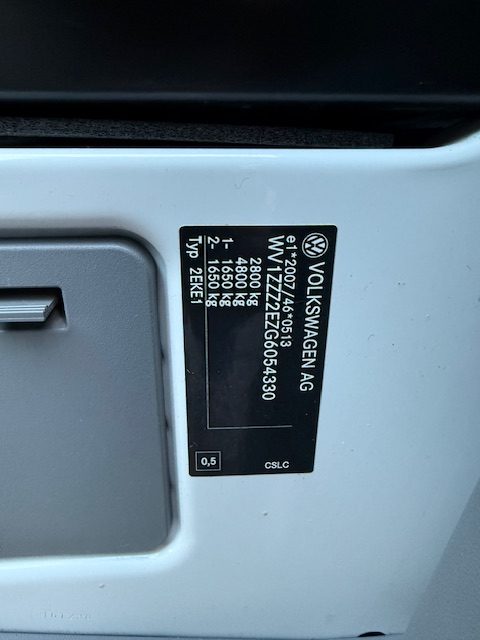 VOLKSWAGEN AG
e1*2007/46*0513
WV1ZZZ2EZG6054330
2800 kg
4800 kg
1- 1650 kg
2- 1650 kg
Typ 2EKE1
0,5
CSLC